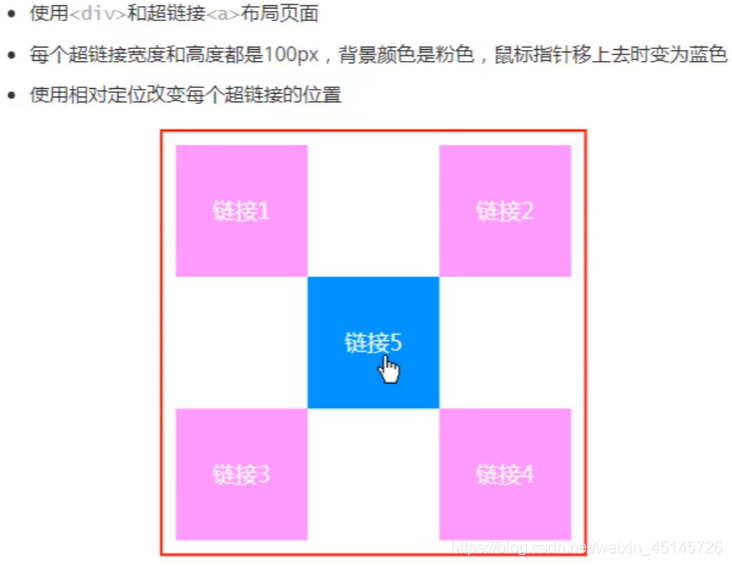 使用<div>和超链接<a>布局页面
每个超链接宽度和高度都是100px，背景颜色是粉色，鼠标指针移上去时变为蓝色
使用相对定位改变每个超链接的位置
链接1
链接2
链接5
链接3
链接4
https://blog.csdn.net/weixin_45145726